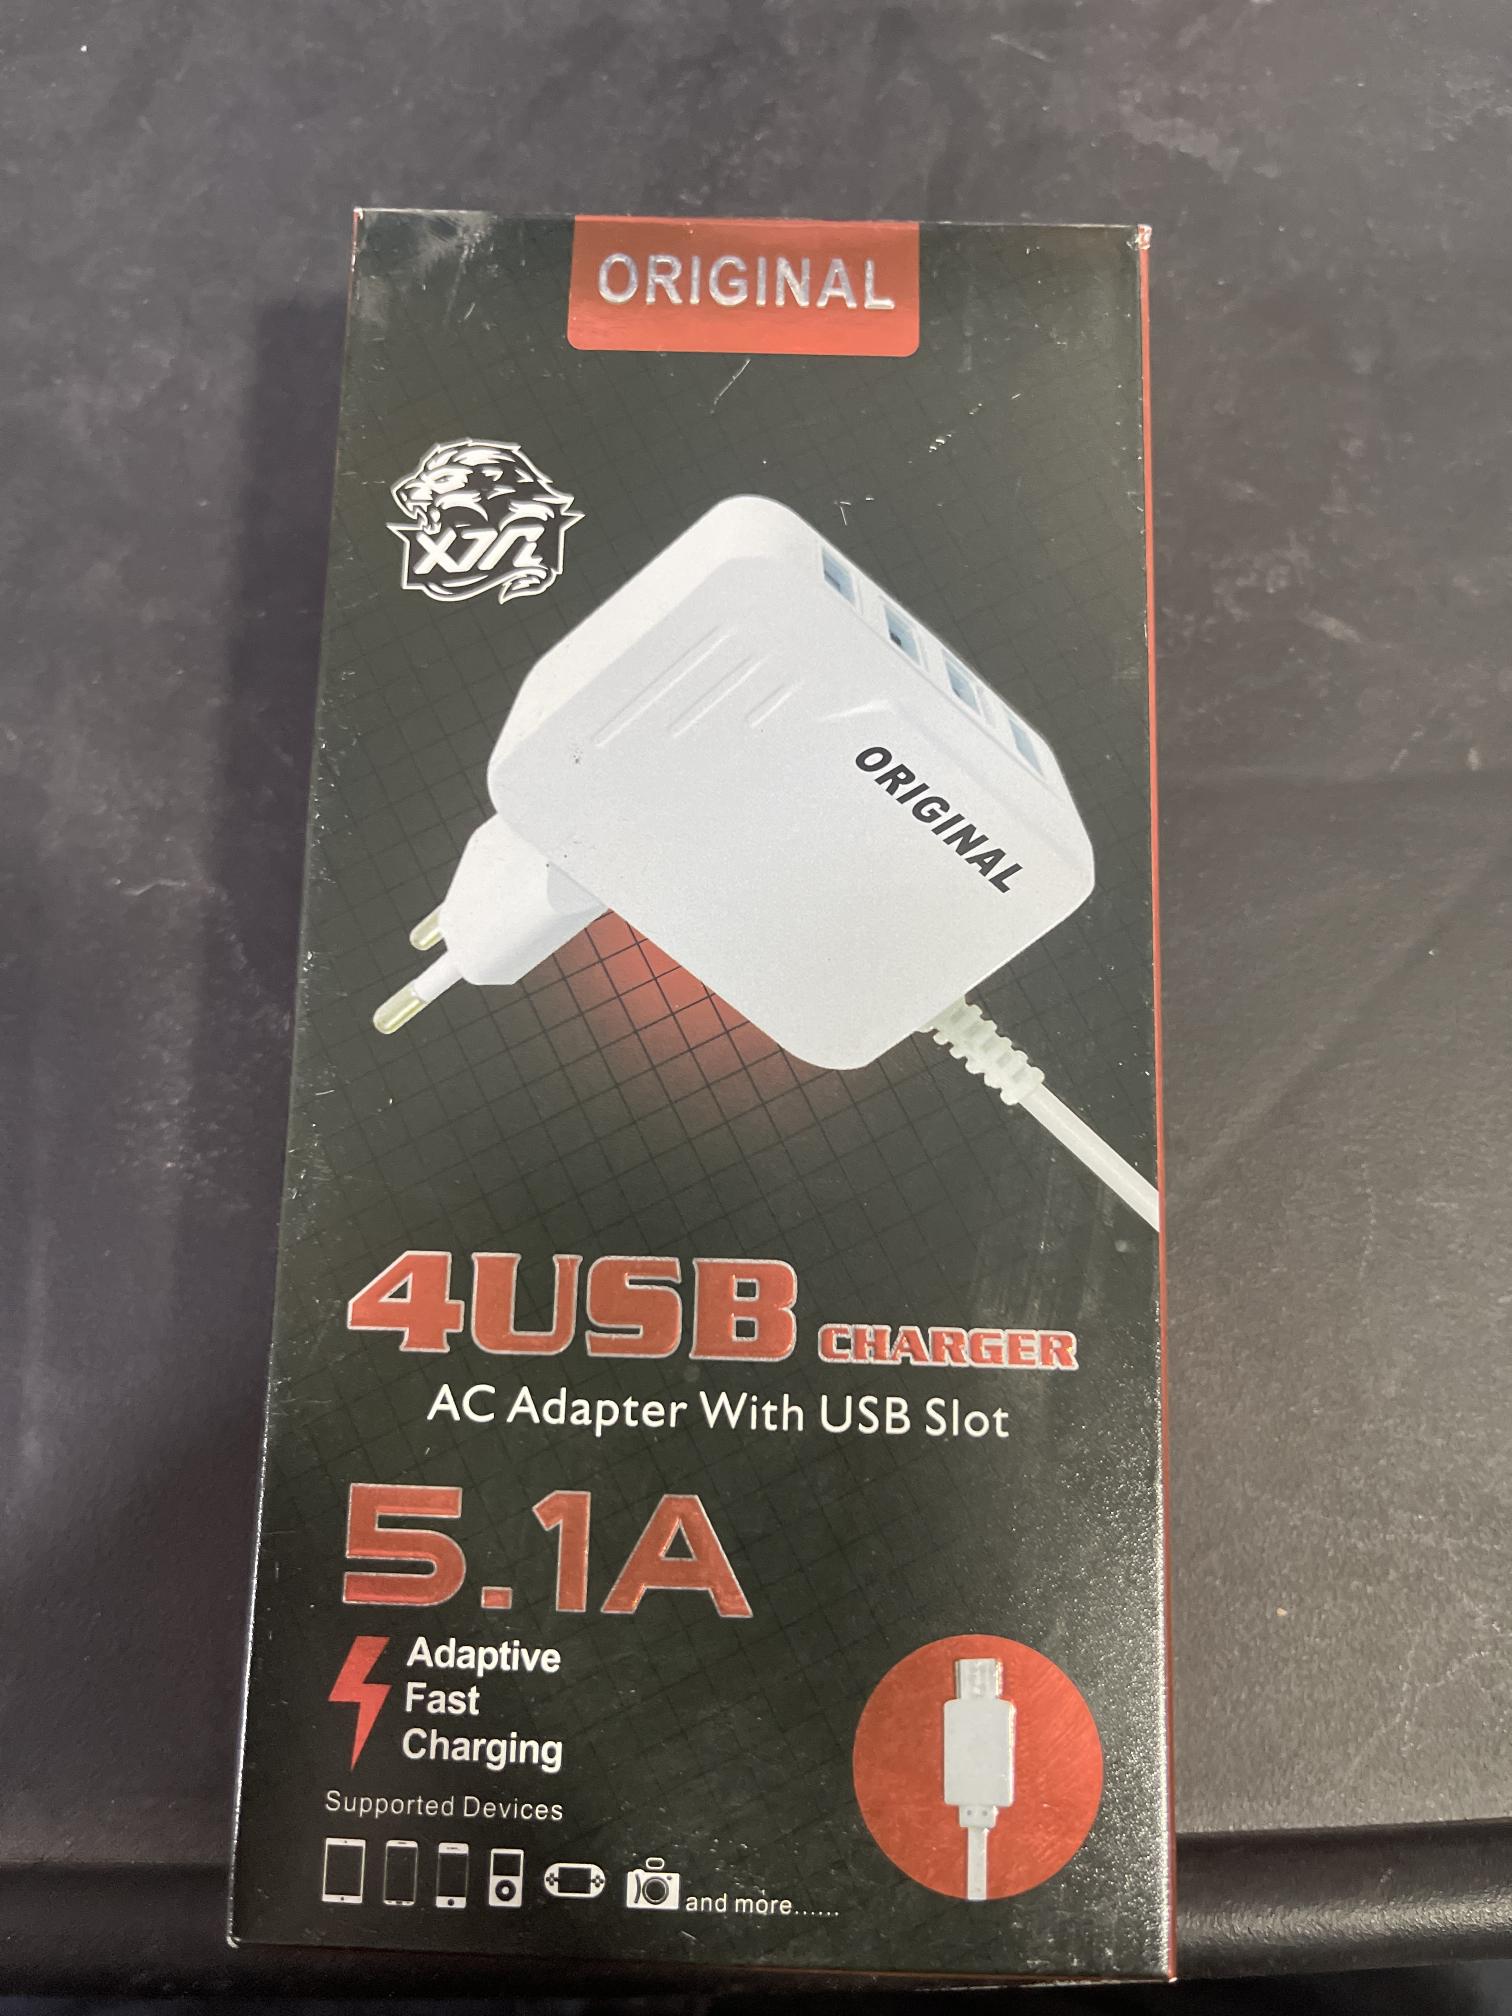 ORIGINAL
ORIGINAL
4USB CHARGER
AC Adapter With USB Slot
5.1A
Adaptive
Fast
Charging
Supported Devices
and more......